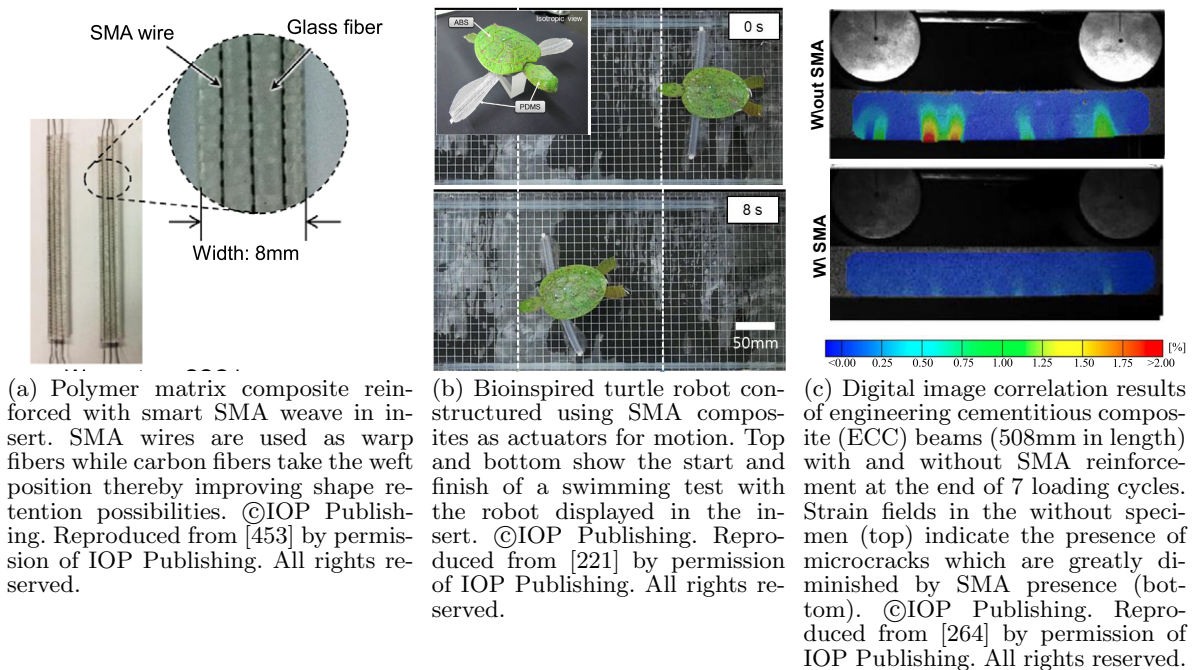 SMA wire
Glass fiber
Width: 8mm
(a) Polymer matrix composite rein-
forced with smart SMA weave in in-
sert. SMA wires are used as warp
fibers while carbon fibers take the weft
position thereby improving shape re-
tention possibilities. ©IOP Publish-
ing. Reproduced from [453] by permis-
sion of IOP Publishing. All rights re-
served.
Isotropic view
ABS
PDMS
0 s
8 s
50mm
(b) Bioinspired turtle robot con-
structured using SMA compos-
ites as actuators for motion. Top
and bottom show the start and
finish of a swimming test with
the robot displayed in the in-
sert. ©IOP Publishing. Repro-
duced from [221] by permission
of IOP Publishing. All rights re-
served.
W\out SMA
W\ SMA
[%]
<0.00 0.25 0.50 0.75 1.00 1.25 1.50 1.75 >2.00
(c) Digital image correlation results
of engineering cementitious compos-
ite (ECC) beams (508mm in length)
with and without SMA reinforce-
ment at the end of 7 loading cycles.
Strain fields in the without speci-
men (top) indicate the presence of
microcracks which are greatly di-
minished by SMA presence (bot-
tom). ©IOP Publishing. Repro-
duced from [264] by permission of
IOP Publishing. All rights reserved.